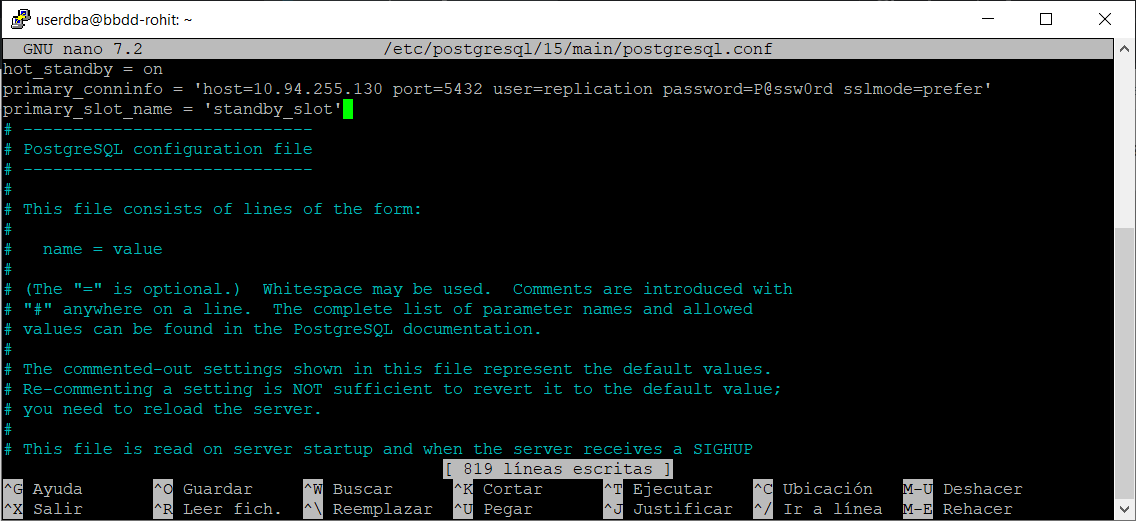 userdba@bbdd-rohit: ~
GNU nano 7.2 /etc/postgresql/15/main/postgresql.conf
hot_standby = on
primary_conninfo = 'host=10.94.255.130 port=5432 user=replication password=P@ssw0rd sslmode=prefer'
primary_slot_name = 'standby_slot'
# -----------------------------
# PostgreSQL configuration file
# -----------------------------
#
# This file consists of lines of the form:
#
#   name = value
#
# (The "=" is optional.)  Whitespace may be used.  Comments are introduced with
# "#" anywhere on a line.  The complete list of parameter names and allowed
# values can be found in the PostgreSQL documentation.
#
# The commented-out settings shown in this file represent the default values.
# Re-commenting a setting is NOT sufficient to revert it to the default value;
# you need to reload the server.
#
# This file is read on server startup and when the server receives a SIGHUP
[ 819 líneas escritas ]
^G Ayuda ^O Guardar ^W Buscar ^K Cortar ^T Ejecutar ^C Ubicación M-U Deshacer
^X Salir ^R Leer fich. ^\ Reemplazar ^U Pegar ^J Justificar ^/ Ir a línea M-E Rehacer